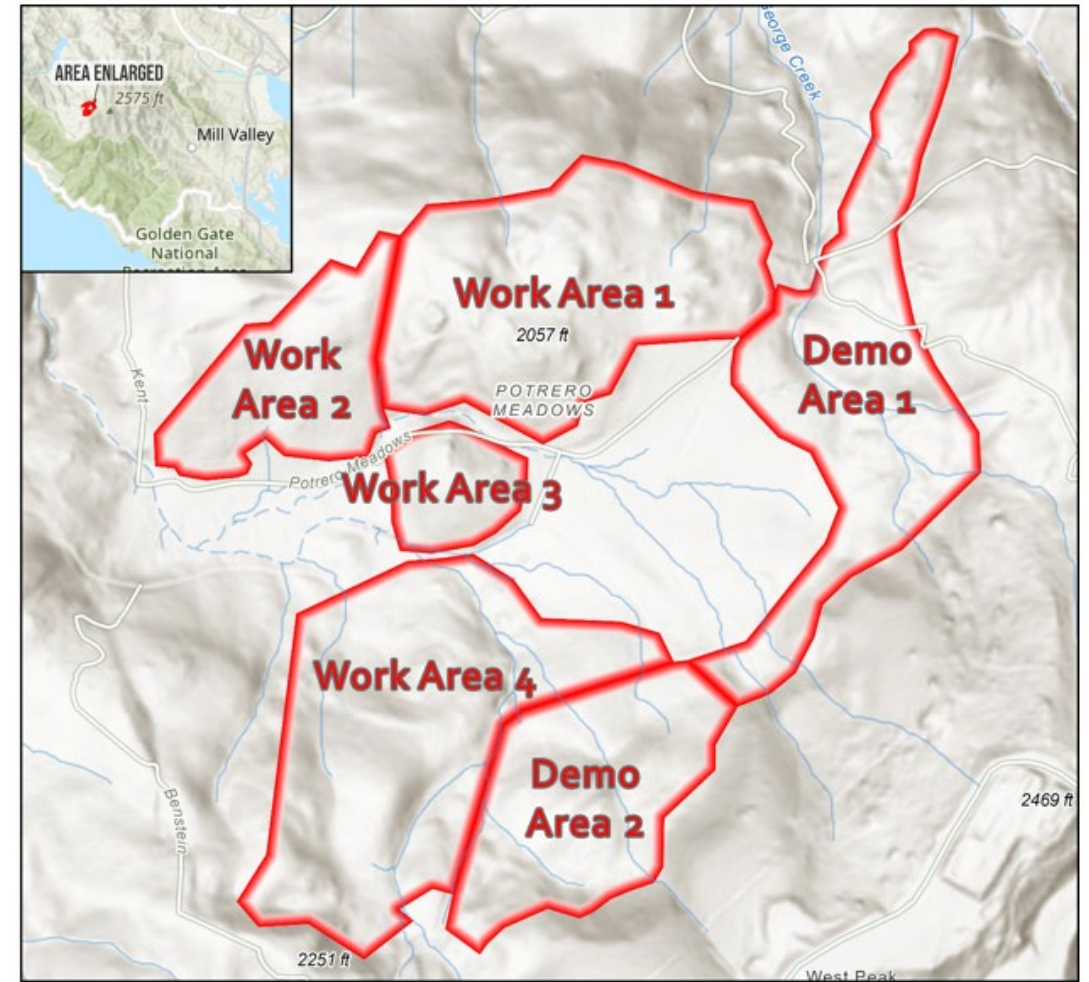 AREA ENLARGED
2575 ft
Mill Valley
Golden Gate
National
Recreation Area
George Creek
Work Area 1
2057 ft
Work
Area 2
Demo
Area 1
POTRERO
MEADOWS
Kent
Potrero Meadows
Work Area 3
Work Area 4
Demo
Area 2
Benstein
2469 ft
2251 ft
West Peak